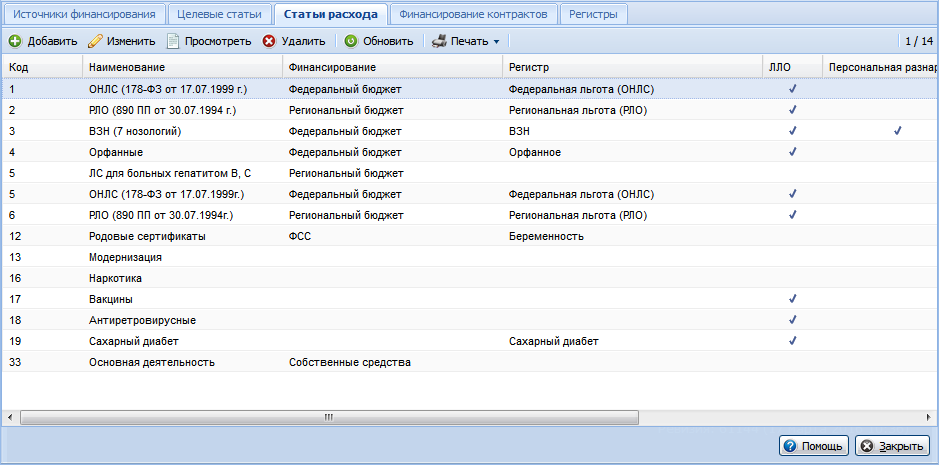 Источники финансирования Целевые статьи Статьи расхода Финансирование контрактов Регистры
Добавить Изменить Просмотреть Удалить Обновить Печать 1 / 14
Код Наименование Финансирование Регистр ЛЛО Персональная разнар
1 ОНЛС (178-ФЗ от 17.07.1999 г.) Федеральный бюджет Федеральная льгота (ОНЛС)
2 РЛО (890 ПП от 30.07.1994 г.) Региональный бюджет Региональная льгота (РЛО)
3 ВЗН (7 нозологий) Федеральный бюджет ВЗН
4 Орфанные Федеральный бюджет Орфанное
5 ЛС для больных гепатитом В, С Региональный бюджет
5 ОНЛС (178-ФЗ от 17.07.1999г.) Федеральный бюджет Федеральная льгота (ОНЛС)
6 РЛО (890 ПП от 30.07.1994г.) Региональный бюджет Региональная льгота (РЛО)
12 Родовые сертификаты ФСС Беременность
13 Модернизация
16 Наркотика
17 Вакцины
18 Антиретровирусные
19 Сахарный диабет Сахарный диабет
33 Основная деятельность Собственные средства
Помощь Закрыть